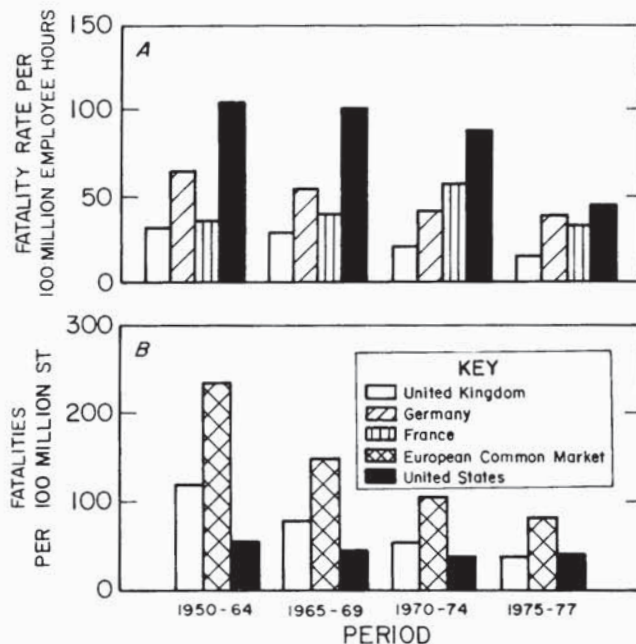 FATALITY RATE PER
100 MILLION EMPLOYEE HOURS
150
100
50
0
A
FATALITIES
PER 100 MILLION ST
300
200
100
0
B
KEY
United Kingdom
Germany
France
European Common Market
United States
1950-64 1965-69 1970-74 1975-77
PERIOD